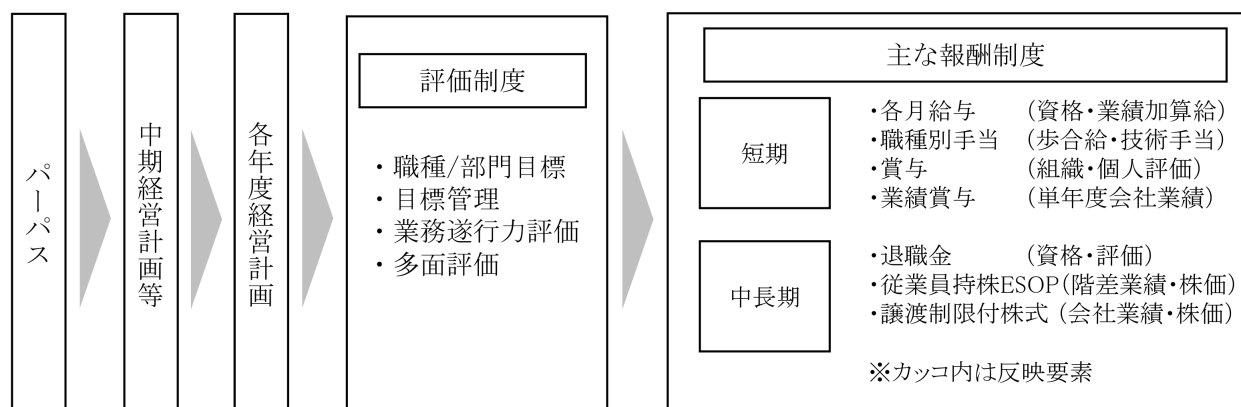 パーパス
中期経営計画等
各年度経営計画
評価制度
・職種/部門目標
・目標管理
・業務遂行力評価
・多面評価
主な報酬制度
短期
・各月給与 (資格・業績加算給)
・職種別手当 (歩合給・技術手当)
・賞与 (組織・個人評価)
・業績賞与 (単年度会社業績)
中長期
・退職金 (資格・評価)
・従業員持株ESOP(階差業績・株価)
・譲渡制限付株式 (会社業績・株価)
※カッコ内は反映要素